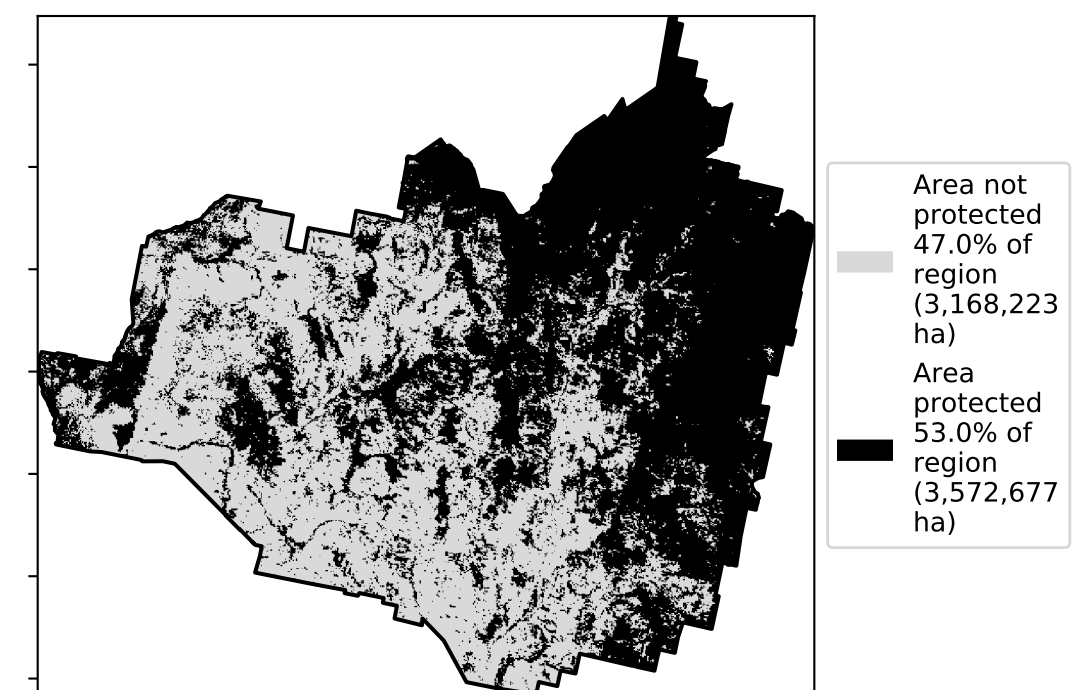 Area not
protected
47.0% of
region
(3,168,223
ha)
Area
protected
53.0% of
region
(3,572,677
ha)